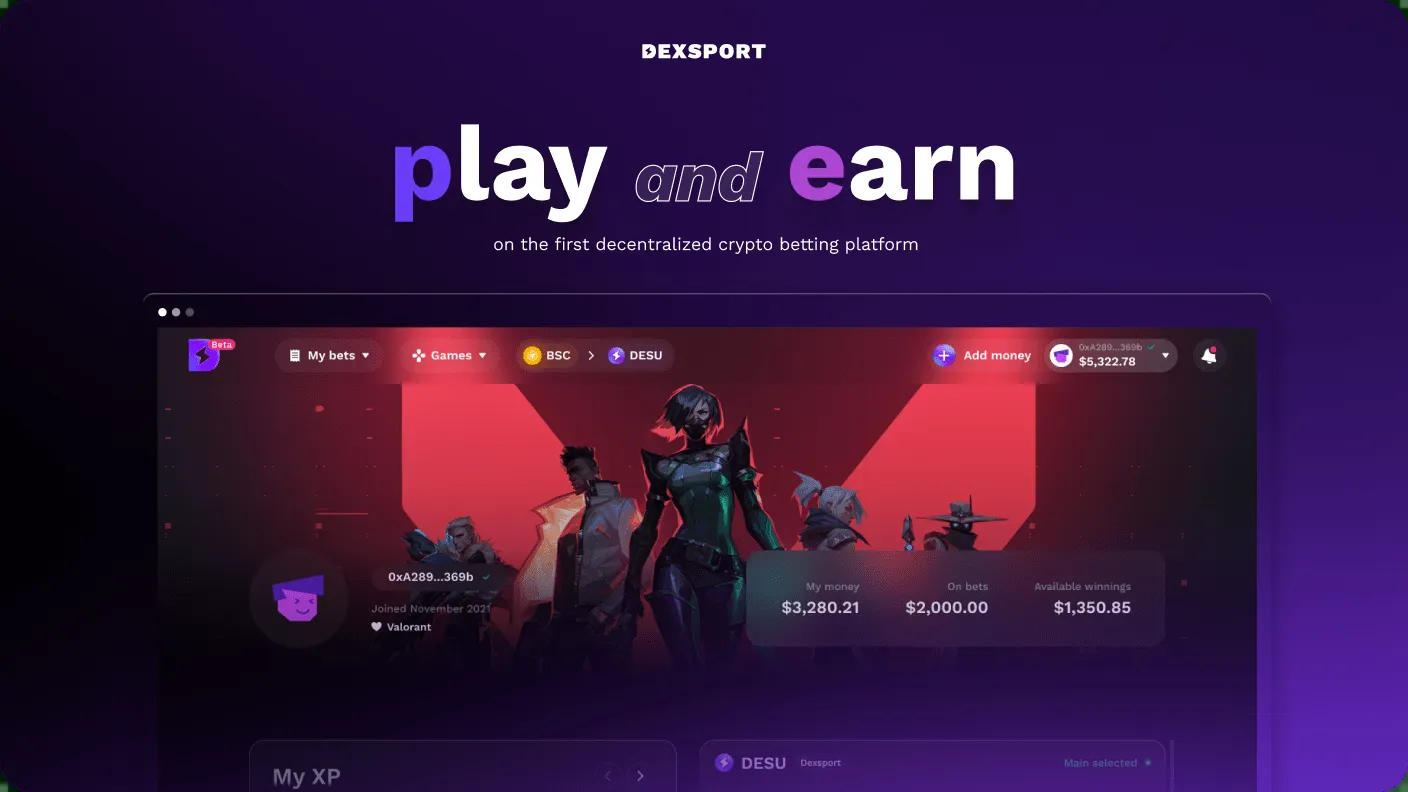 DEXSPORT
play and earn
on the first decentralized crypto betting platform
Beta
My bets
Games
BSC
DESU
Add money
0xA289...369b
$5,322.78
0xA289...369b
Joined November 2021
Valorant
My money
On bets
Available winnings
$3,280.21
$2,000.00
$1,350.85
My XP
DESU Dexsport
Main selected